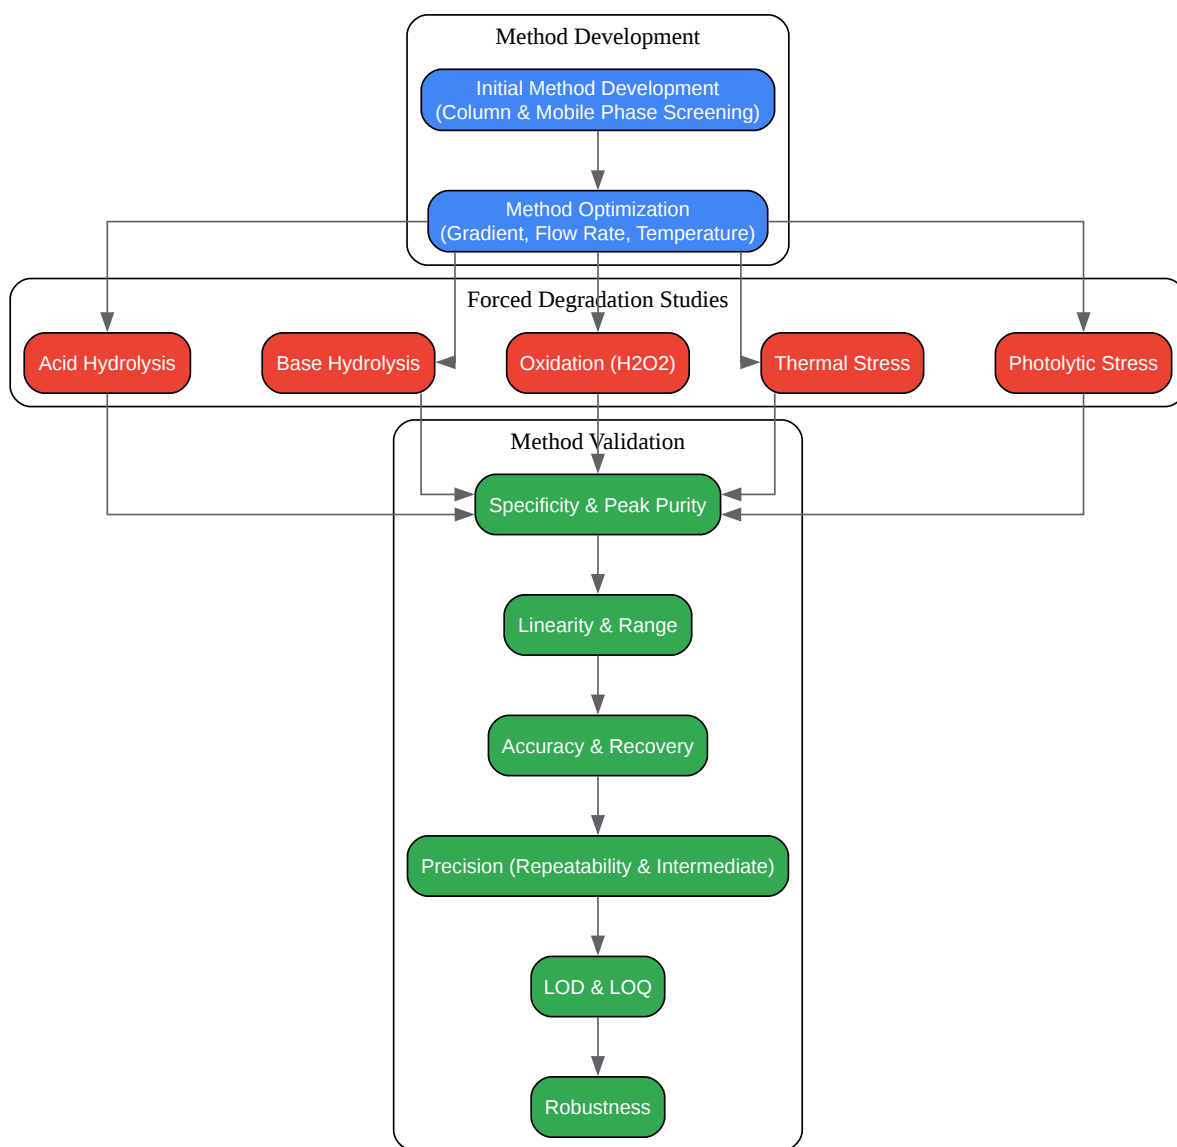 Method Development
Initial Method Development
(Column & Mobile Phase Screening)
Method Optimization
(Gradient, Flow Rate, Temperature)
Forced Degradation Studies
Acid Hydrolysis
Base Hydrolysis
Oxidation (H2O2)
Thermal Stress
Photolytic Stress
Method Validation
Specificity & Peak Purity
Linearity & Range
Accuracy & Recovery
Precision (Repeatability & Intermediate)
LOD & LOQ
Robustness